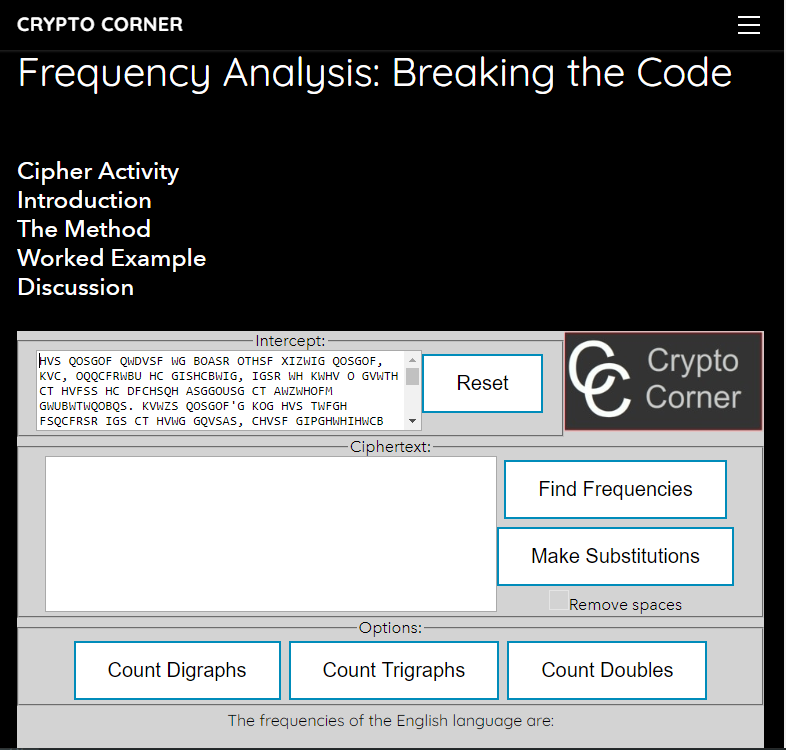 CRYPTO CORNER
Frequency Analysis: Breaking the Code
Cipher Activity
Introduction
The Method
Worked Example
Discussion
Intercept:
HVS QOSGOF QWDVSF WG BOASR OTHSF XIZWIG QOSGOF,
KVC, OQQCFRWBU HC GISHCBWIG, IGSR WH KWHV O GVWTH
CT HVFSS HC DFCHSQH ASGGOUSG CT AWZWHOFM
GWUBWTWQOBQS. KVWZS QOSGOF'G KOG HVS TWFGH
FSQCFRSR IGS CT HVWG GQVSAS, CHVSF GIPGHWHIHWCB
Reset
Crypto
Corner
Ciphertext:
Find Frequencies
Make Substitutions
Remove spaces
Options:
Count Digraphs
Count Trigraphs
Count Doubles
The frequencies of the English language are: